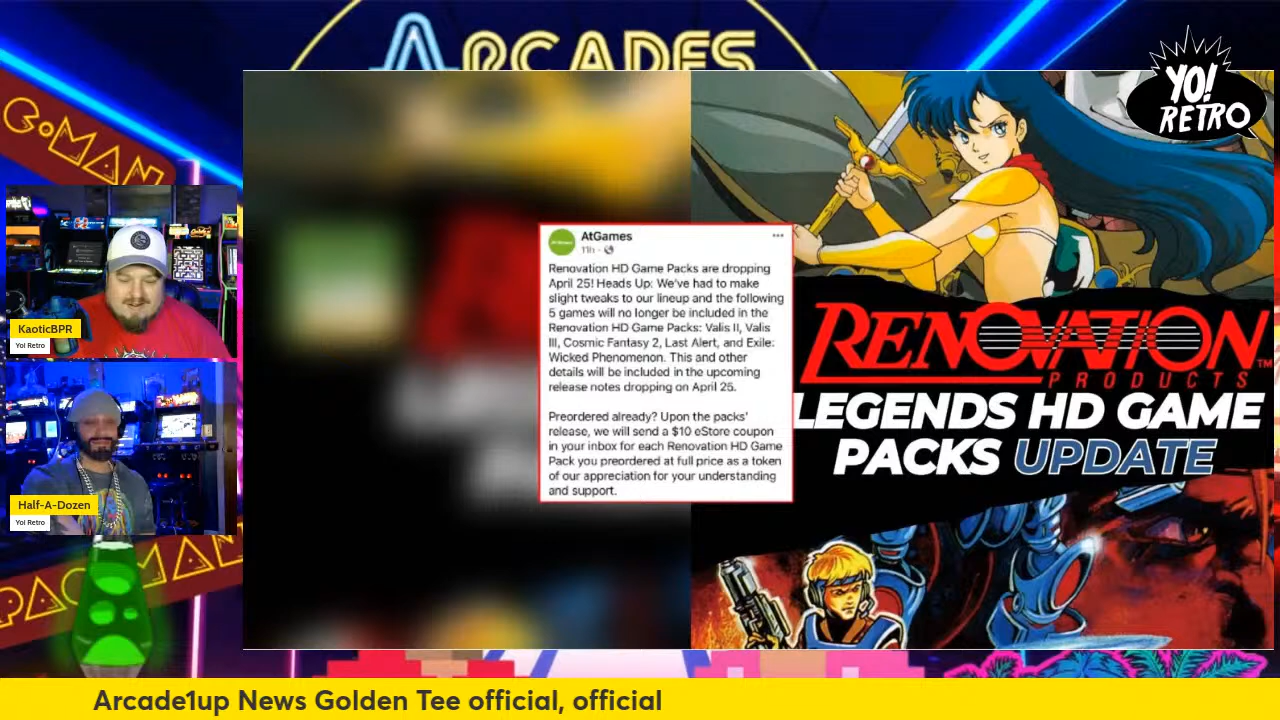 ARCADES
YO!
RETRO
COMAN
KaoticBPR
Yo! Retro
Half-A-Dozen
Yo! Retro
PAC MAN
AtGames
11h
Renovation HD Game Packs are dropping
April 25! Heads Up: We've had to make
slight tweaks to our lineup and the following
5 games will no longer be included in the
Renovation HD Game Packs: Valis II, Valis
III, Cosmic Fantasy 2, Last Alert, and Exile:
Wicked Phenomenon. This and other
details will be included in the upcoming
release notes dropping on April 25.
Preordered already? Upon the packs'
release, we will send a $10 eStore coupon
in your inbox for each Renovation HD Game
Pack you preordered at full price as a token
of our appreciation for your understanding
and support.
RENOVATION™
PRODUCTS
LEGENDS HD GAME
PACKS UPDATE
Arcade1up News Golden Tee official, official